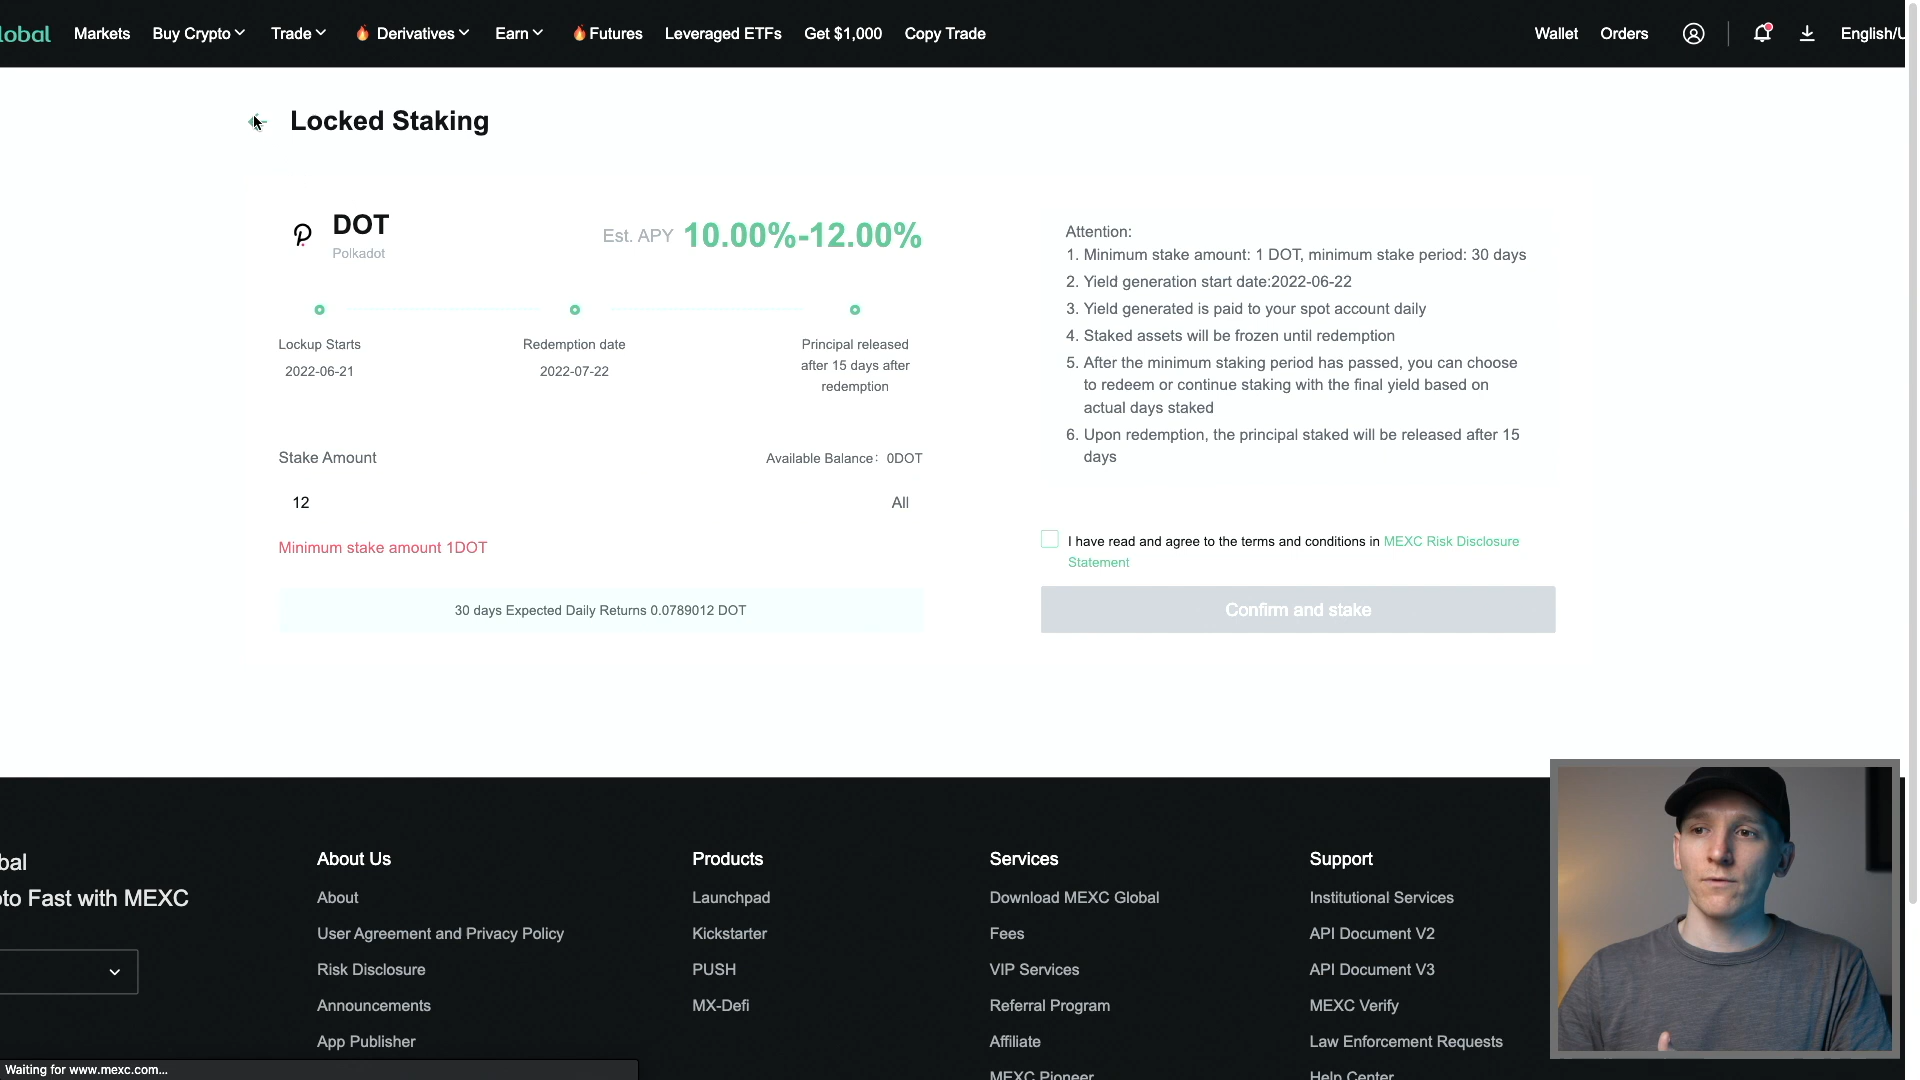 lobal Markets Buy Crypto Trade Derivatives Earn Futures Leveraged ETFs Get $1,000 Copy Trade Wallet Orders English/U
Locked Staking
DOT
Polkadot
Est. APY 10.00%-12.00%
Lockup Starts
2022-06-21
Redemption date
2022-07-22
Principal released
after 15 days after
redemption
Stake Amount
Available Balance: 0DOT
12
All
Minimum stake amount 1DOT
30 days Expected Daily Returns 0.0789012 DOT
Attention:
1. Minimum stake amount: 1 DOT, minimum stake period: 30 days
2. Yield generation start date:2022-06-22
3. Yield generated is paid to your spot account daily
4. Staked assets will be frozen until redemption
5. After the minimum staking period has passed, you can choose
to redeem or continue staking with the final yield based on
actual days staked
6. Upon redemption, the principal staked will be released after 15
days
I have read and agree to the terms and conditions in MEXC Risk Disclosure
Statement
Confirm and stake
bal
to Fast with MEXC
About Us
About
User Agreement and Privacy Policy
Risk Disclosure
Announcements
App Publisher
Products
Launchpad
Kickstarter
PUSH
MX-Defi
Services
Download MEXC Global
Fees
VIP Services
Referral Program
Affiliate
MEXC Pioneer
Support
Institutional Services
API Document V2
API Document V3
MEXC Verify
Law Enforcement Requests
Help Center
Waiting for www.mexc.com...